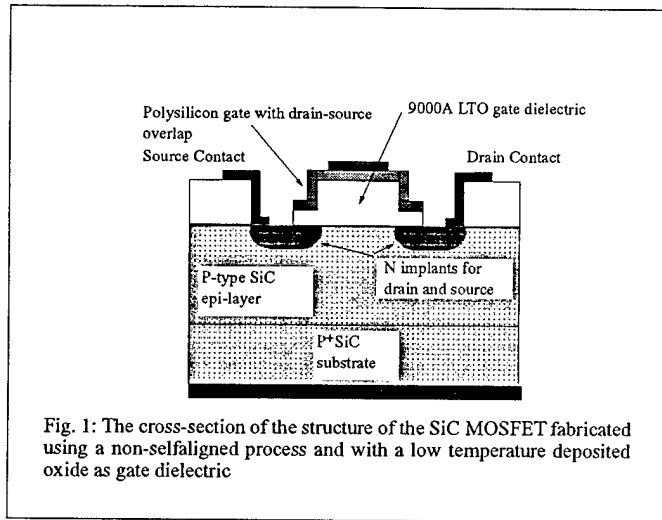 Polysilicon gate with drain-source
overlap
Source Contact
9000A LTO gate dielectric
Drain Contact
P-type SiC
epi-layer
N implants for
drain and source
P+SiC
substrate
Fig. 1: The cross-section of the structure of the SiC MOSFET fabricated
using a non-selfaligned process and with a low temperature deposited
oxide as gate dielectric